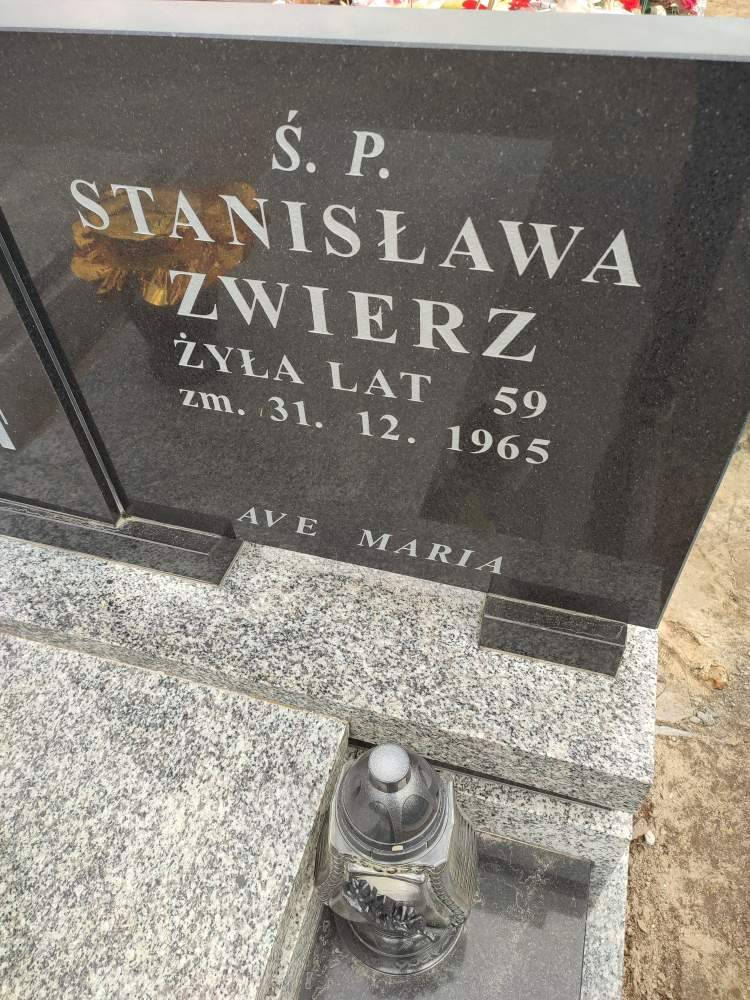 Ś. P.
STANISŁAWA
ZWIERZ
ŻYŁA LAT 59
zm. 31. 12. 1965
AVE MARIA